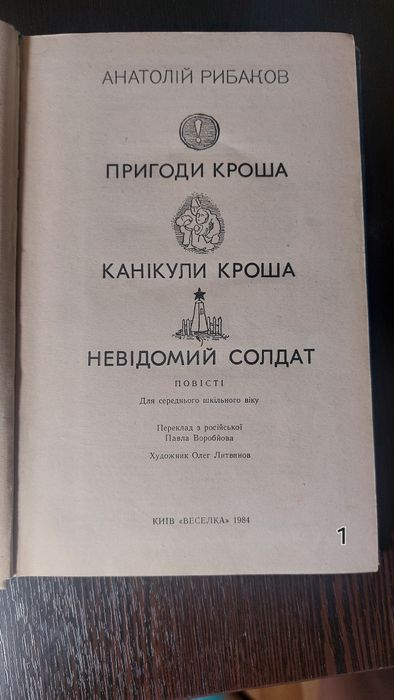 АНАТОЛІЙ РИБАКОВ
ПРИГОДИ КРОША
КАНІКУЛИ КРОША
НЕВІДОМИЙ СОЛДАТ
ПОВІСТІ
Для середнього шкільного віку
Переклад з російської
Павла Воробйова
Художник Олег Литвинов
КИЇВ «ВЕСЕЛКА» 1984
1